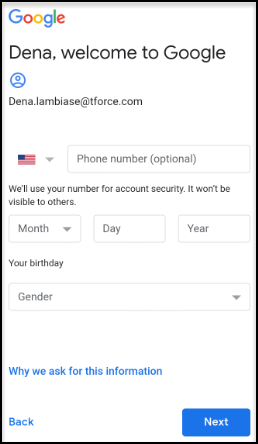 Google
Dena, welcome to Google
Dena.lambiase@tforce.com
Phone number (optional)
We'll use your number for account security. It won't be
visible to others.
Month Day Year
Your birthday
Gender
Why we ask for this information
Back Next